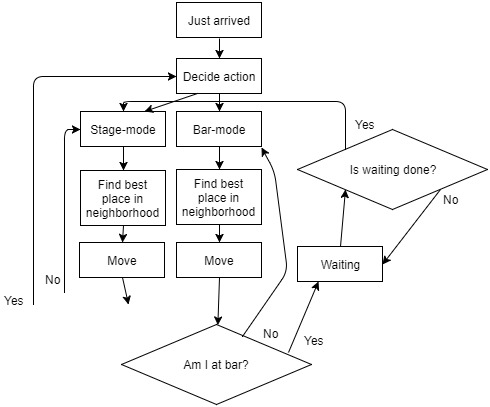 Just arrived
Decide action
Stage-mode
Bar-mode
Yes
Is waiting done?
Find best
place in
neighborhood
Find best
place in
neighborhood
No
Move
Move
Waiting
No
Yes
No
Yes
Am I at bar?